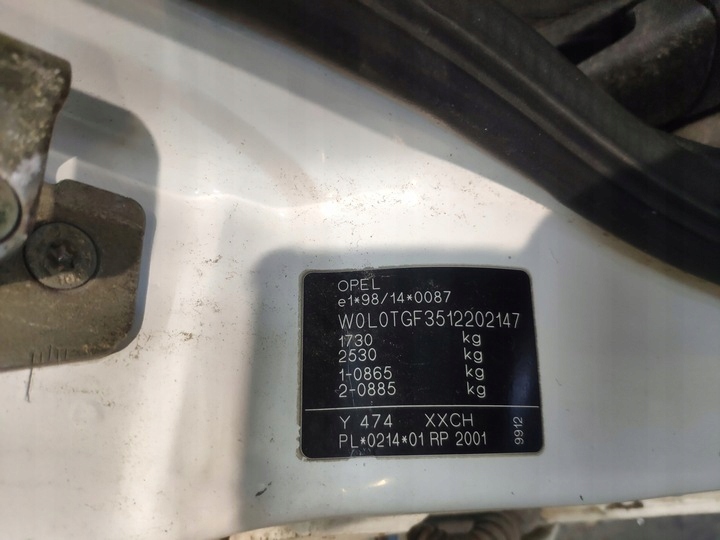 OPEL
e1*98/14*0087
W0L0TGF3512202147
1730 kg
2530 kg
1-0865 kg
2-0885 kg
Y 474 XXCH
PL*0214*01 RP 2001
9912